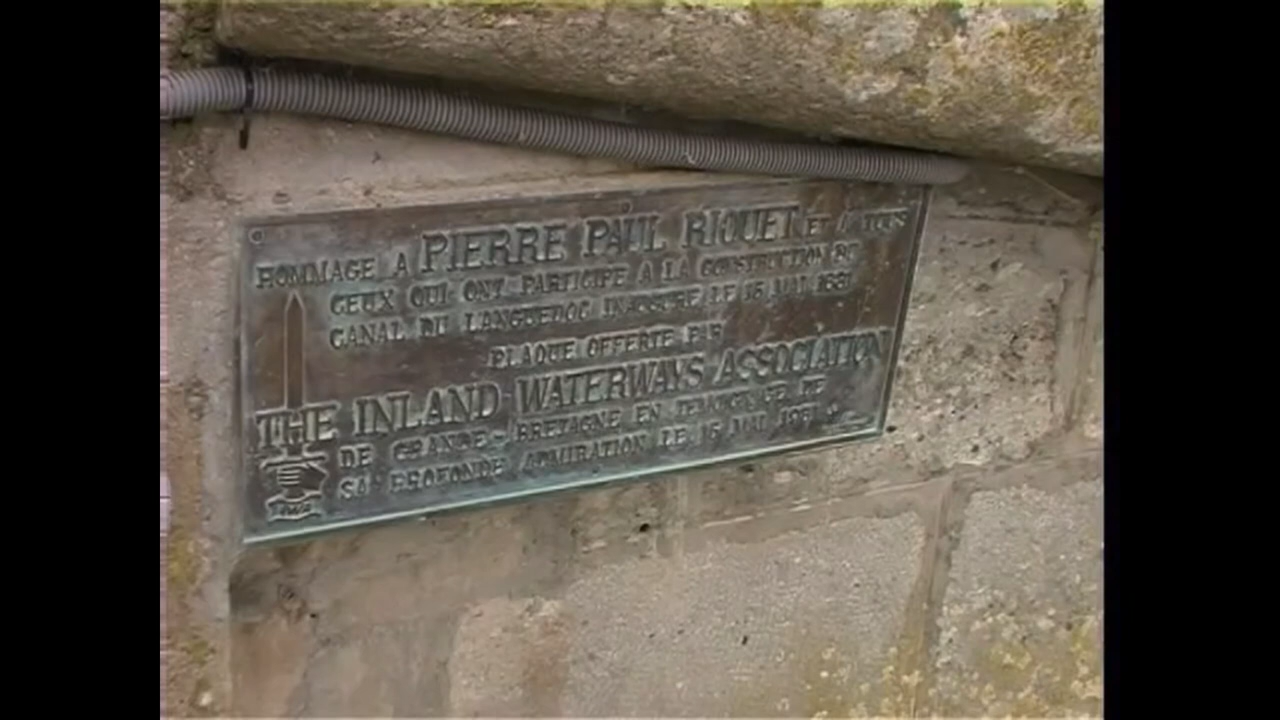 HOMMAGE A PIERRE PAUL RIQUET ET A TOUS
CEUX QUI ONT PARTICIPE A LA CONSTRUCTION DU
CANAL DU LANGUEDOC INAUGURE LE 15 MAI 1681
PLAQUE OFFERTE PAR
THE INLAND WATERWAYS ASSOCIATION
DE GRANDE-BRETAGNE EN TEMOIGNAGE DE
SA PROFONDE ADMIRATION LE 15 MAI 1981
IWA